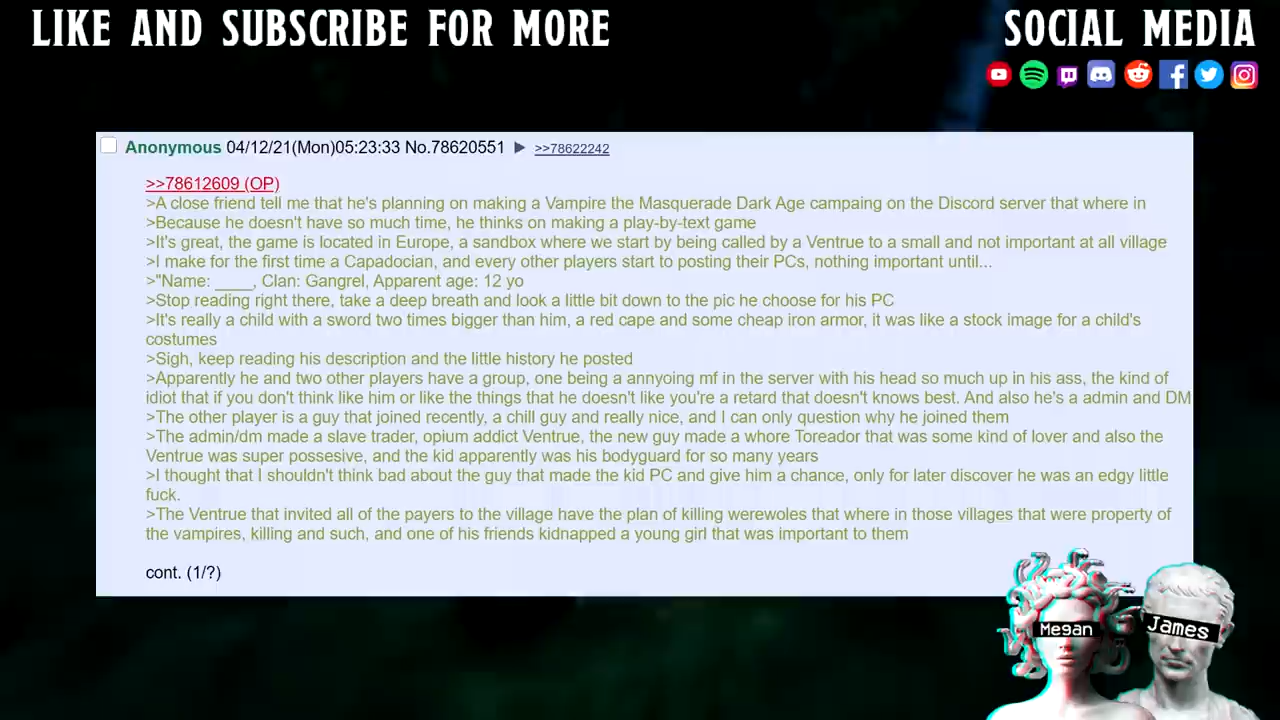 LIKE AND SUBSCRIBE FOR MORE
SOCIAL MEDIA
Anonymous 04/12/21(Mon)05:23:33 No.78620551 ▶ >>78622242
>>78612609 (OP)
>A close friend tell me that he's planning on making a Vampire the Masquerade Dark Age campaing on the Discord server that where in
>Because he doesn't have so much time, he thinks on making a play-by-text game
>It's great, the game is located in Europe, a sandbox where we start by being called by a Ventrue to a small and not important at all village
>I make for the first time a Capadocian, and every other players start to posting their PCs, nothing important until...
>"Name: ____, Clan: Gangrel, Apparent age: 12 yo
>Stop reading right there, take a deep breath and look a little bit down to the pic he choose for his PC
>It's really a child with a sword two times bigger than him, a red cape and some cheap iron armor, it was like a stock image for a child's
costumes
>Sigh, keep reading his description and the little history he posted
>Apparently he and two other players have a group, one being a annyoing mf in the server with his head so much up in his ass, the kind of
idiot that if you don't think like him or like the things that he doesn't like you're a retard that doesn't knows best. And also he's a admin and DM
>The other player is a guy that joined recently, a chill guy and really nice, and I can only question why he joined them
>The admin/dm made a slave trader, opium addict Ventrue, the new guy made a whore Toreador that was some kind of lover and also the
Ventrue was super possesive, and the kid apparently was his bodyguard for so many years
>I thought that I shouldn't think bad about the guy that made the kid PC and give him a chance, only for later discover he was an edgy little
fuck.
>The Ventrue that invited all of the payers to the village have the plan of killing werewoles that where in those villages that were property of
the vampires, killing and such, and one of his friends kidnapped a young girl that was important to them
cont. (1/?)
Megan
James